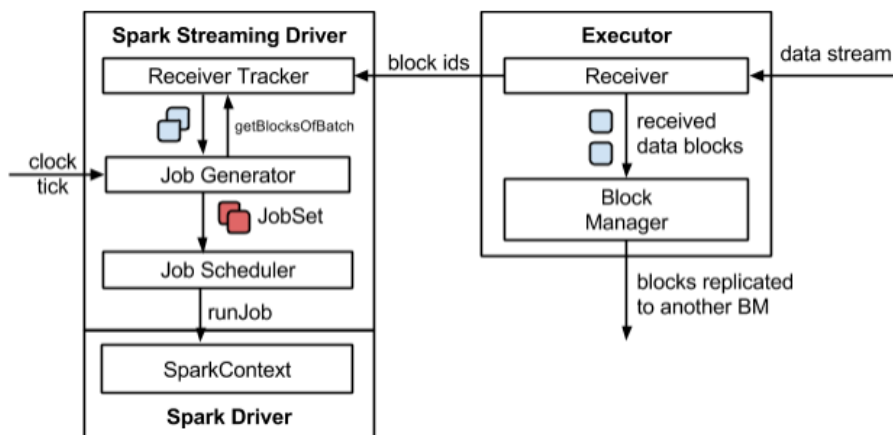 Spark Streaming Driver
Receiver Tracker
getBlocksOfBatch
clock
tick
Job Generator
JobSet
Job Scheduler
runJob
SparkContext
Spark Driver
block ids
Executor
Receiver
data stream
received
data blocks
Block
Manager
blocks replicated
to another BM